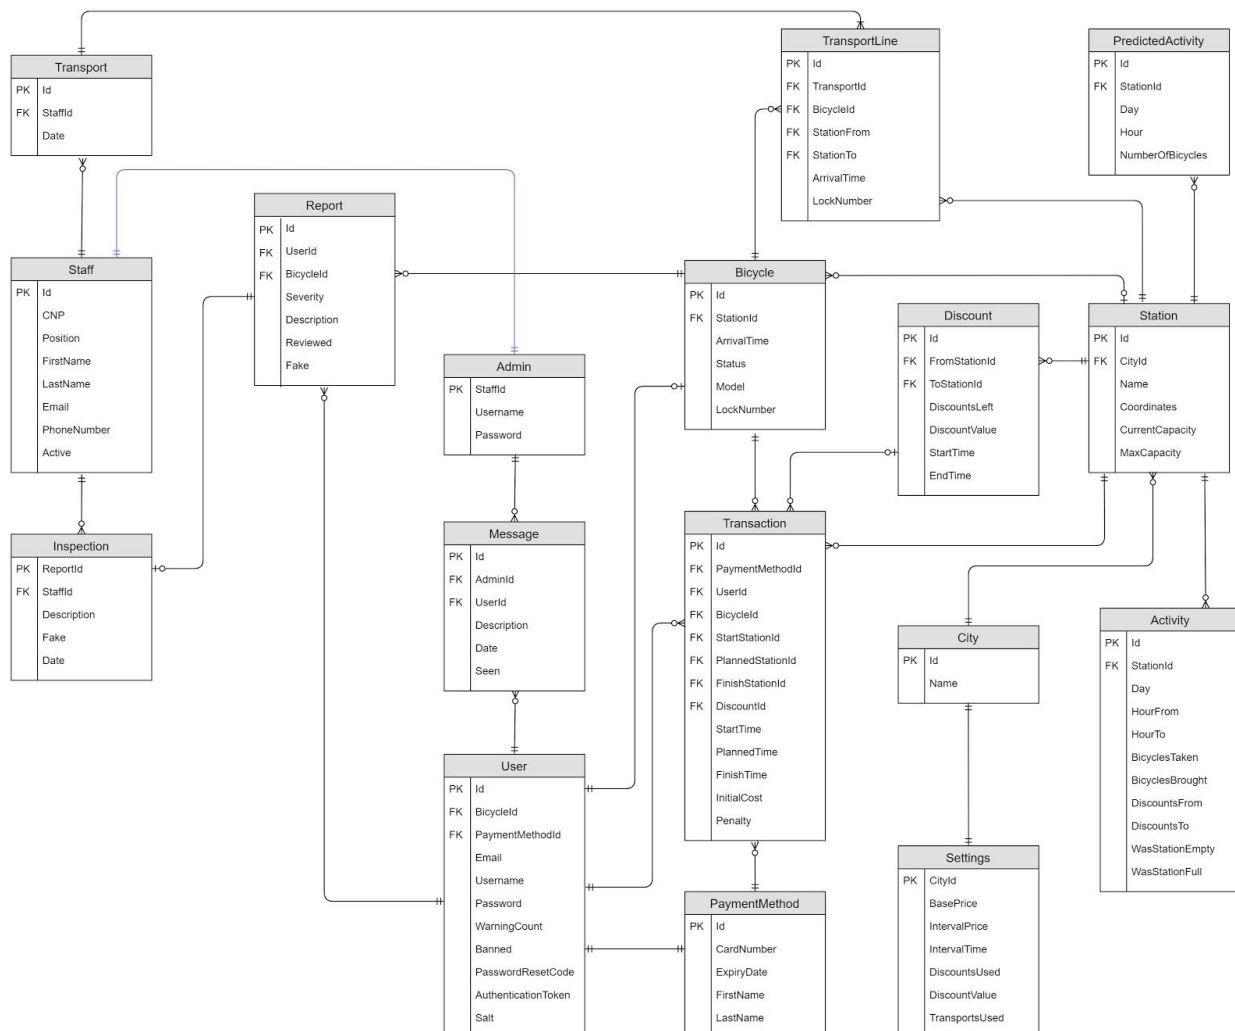 Transport
PK Id
FK StaffId
Date
TransportLine
PK Id
FK TransportId
FK BicycleId
FK StationFrom
FK StationTo
ArrivalTime
LockNumber
PredictedActivity
PK Id
FK StationId
Day
Hour
NumberOfBicycles
Report
PK Id
FK UserId
FK BicycleId
Severity
Description
Reviewed
Fake
Staff
PK Id
CNP
Position
FirstName
LastName
Email
PhoneNumber
Active
Bicycle
PK Id
FK StationId
ArrivalTime
Status
Model
LockNumber
Discount
PK Id
FK FromStationId
FK ToStationId
DiscountsLeft
DiscountValue
StartTime
EndTime
Station
PK Id
FK CityId
Name
Coordinates
CurrentCapacity
MaxCapacity
Admin
PK StaffId
Username
Password
Inspection
PK ReportId
FK StaffId
Description
Fake
Date
Message
PK Id
FK AdminId
FK UserId
Description
Date
Seen
Transaction
PK Id
FK PaymentMethodId
FK UserId
FK BicycleId
FK StartStationId
FK PlannedStationId
FK FinishStationId
FK DiscountId
StartTime
PlannedTime
FinishTime
InitialCost
Penalty
City
PK Id
Name
Activity
PK Id
FK StationId
Day
HourFrom
HourTo
BicyclesTaken
BicyclesBrought
DiscountsFrom
DiscountsTo
WasStationEmpty
WasStationFull
User
PK Id
FK BicycleId
FK PaymentMethodId
Email
Username
Password
WarningCount
Banned
PasswordResetCode
AuthenticationToken
Salt
PaymentMethod
PK Id
CardNumber
ExpiryDate
FirstName
LastName
Settings
PK CityId
BasePrice
IntervalPrice
IntervalTime
DiscountsUsed
DiscountValue
TransportsUsed